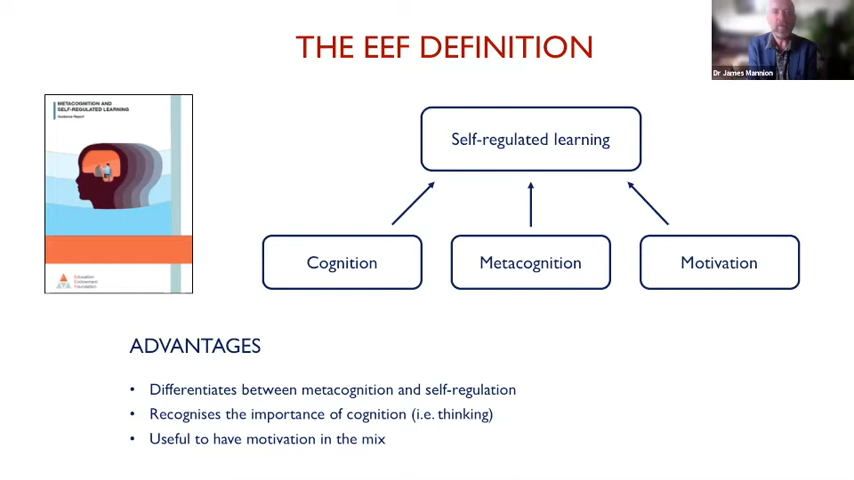 THE EEF DEFINITION
Dr James Mannion
METACOGNITION AND
SELF-REGULATED LEARNING
Guidance Report
Education
Endowment
Foundation
Self-regulated learning
Cognition
Metacognition
Motivation
ADVANTAGES
• Differentiates between metacognition and self-regulation
• Recognises the importance of cognition (i.e. thinking)
• Useful to have motivation in the mix